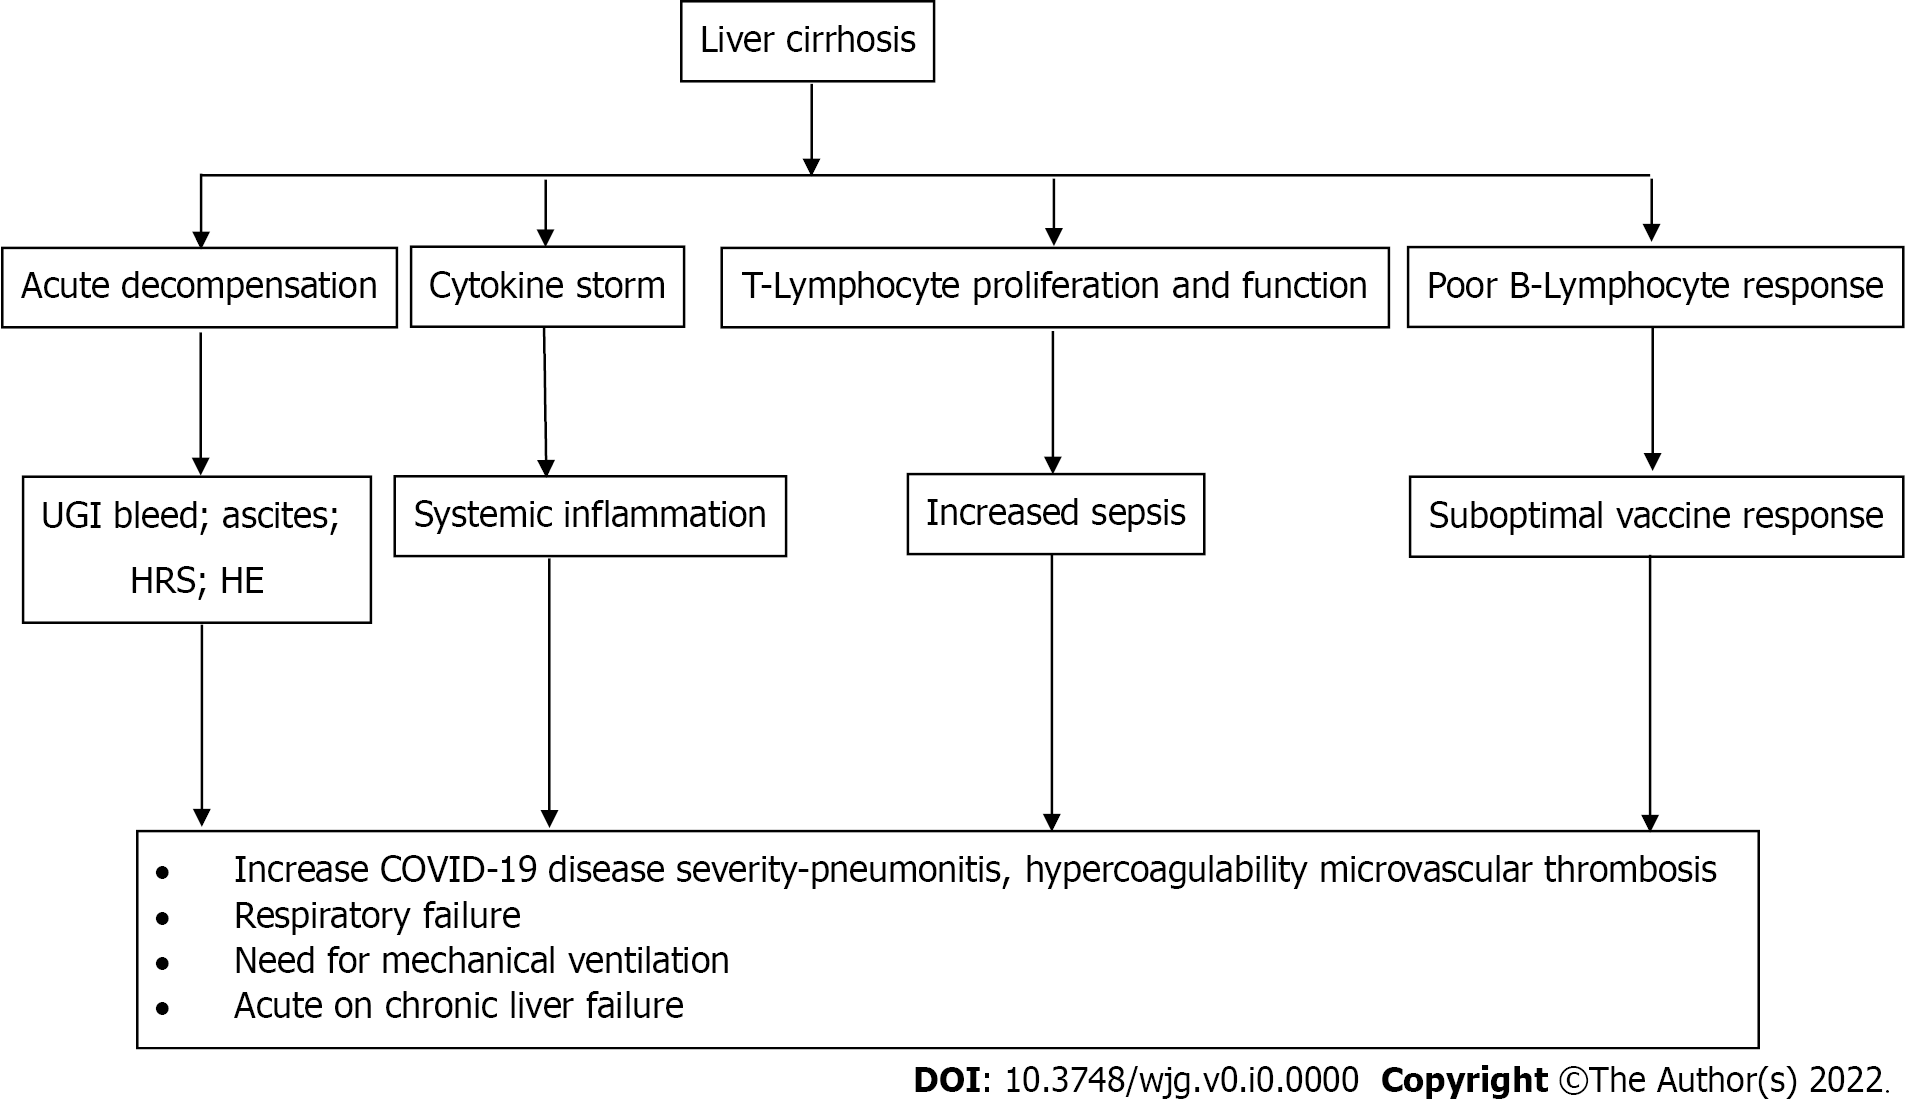 Liver cirrhosis
Acute decompensation
Cytokine storm
T-Lymphocyte proliferation and function
Poor B-Lymphocyte response
UGI bleed; ascites;
HRS; HE
Systemic inflammation
Increased sepsis
Suboptimal vaccine response
• Increase COVID-19 disease severity-pneumonitis, hypercoagulability microvascular thrombosis
• Respiratory failure
• Need for mechanical ventilation
• Acute on chronic liver failure
DOI: 10.3748/wjg.v0.i0.0000 Copyright ©The Author(s) 2022.